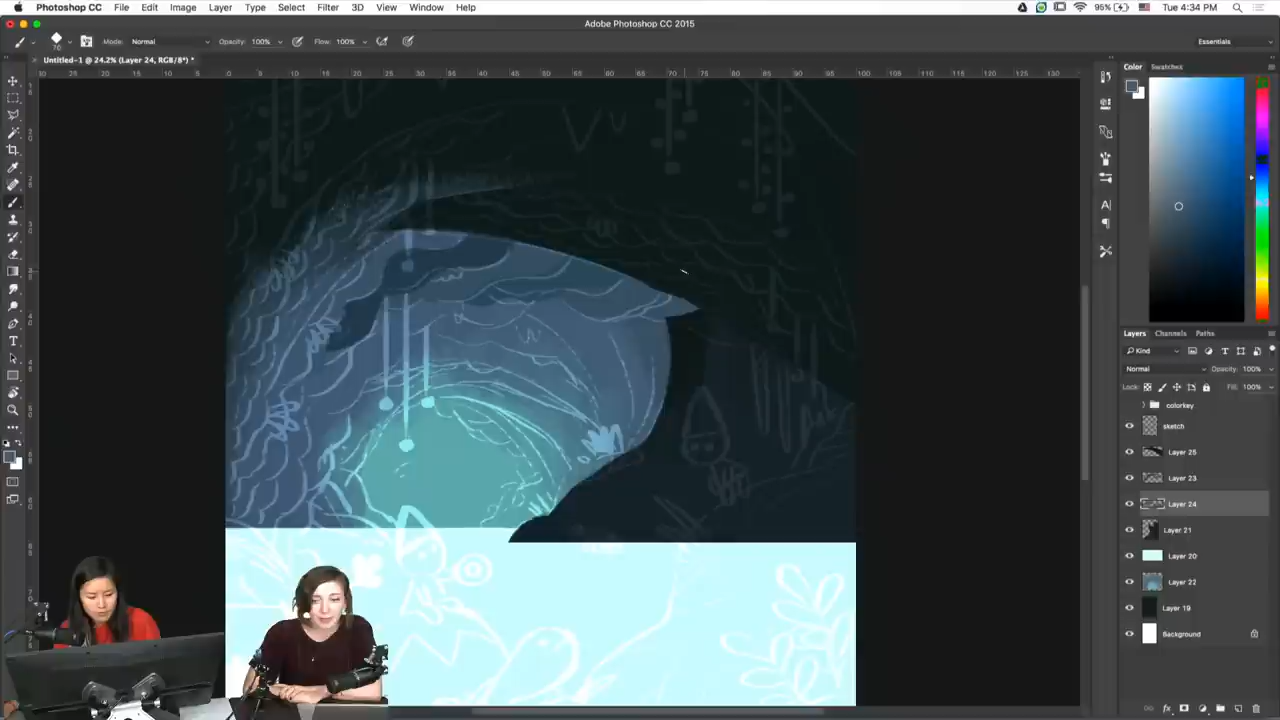 Photoshop CC File Edit Image Layer Type Select Filter 3D View Window Help
96% Tue 4:34 PM
Adobe Photoshop CC 2015
70 Mode: Normal Opacity: 100% Flow: 100% Essentials
Untitled-1 @ 24.2% (Layer 24, RGB/8*) *
Color Swatches
Layers Channels Paths
Kind
Normal Opacity: 100%
Lock: Fill: 100%
colorkey
sketch
Layer 25
Layer 23
Layer 24
Layer 21
Layer 20
Layer 22
Layer 19
Background